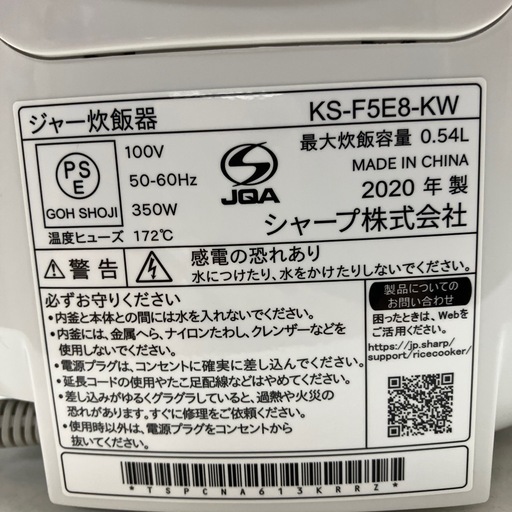 ジャー炊飯器
KS-F5E8-KW
PS
E
GOH SHOJI
100V
50-60Hz
350W
温度ヒューズ 172℃
JQA
最大炊飯容量 0.54L
MADE IN CHINA
2020 年 製
シャープ株式会社
警告
感電の恐れあり
水につけたり、水をかけたりしないでください。
必ずお守りください
・内釜と本体との間には水を入れないでください。
・内釜には、金属へら、ナイロンたわし、クレンザーなどを
使用しないでください。
・電源プラグは、コンセントに確実に差し込んでください。
・延長コードの使用やたこ足配線などはやめてください。
・差し込みがゆるくグラグラしていると、過熱や火災の
恐れがあります。すぐに修理をご依頼ください。
・使用時以外は、電源プラグをコンセントから
抜いてください。
製品についての
お問い合わせ
困ったときは、Webを
ご活用ください。
https://jp.sharp/
support/ricecooker/
*TSPCNA613KRRZ*